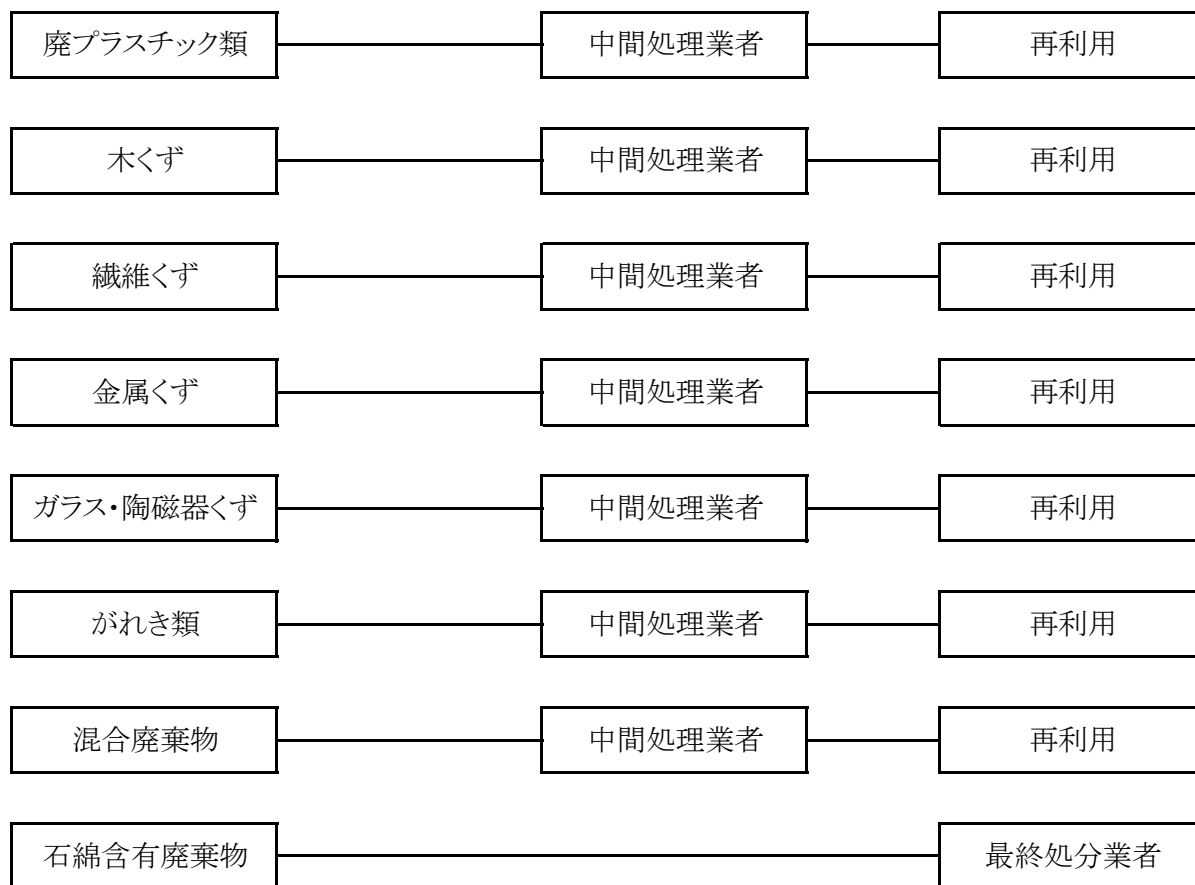 廃プラスチック類 中間処理業者 再利用
木くず 中間処理業者 再利用
繊維くず 中間処理業者 再利用
金属くず 中間処理業者 再利用
ガラス・陶磁器くず 中間処理業者 再利用
がれき類 中間処理業者 再利用
混合廃棄物 中間処理業者 再利用
石綿含有廃棄物 最終処分業者